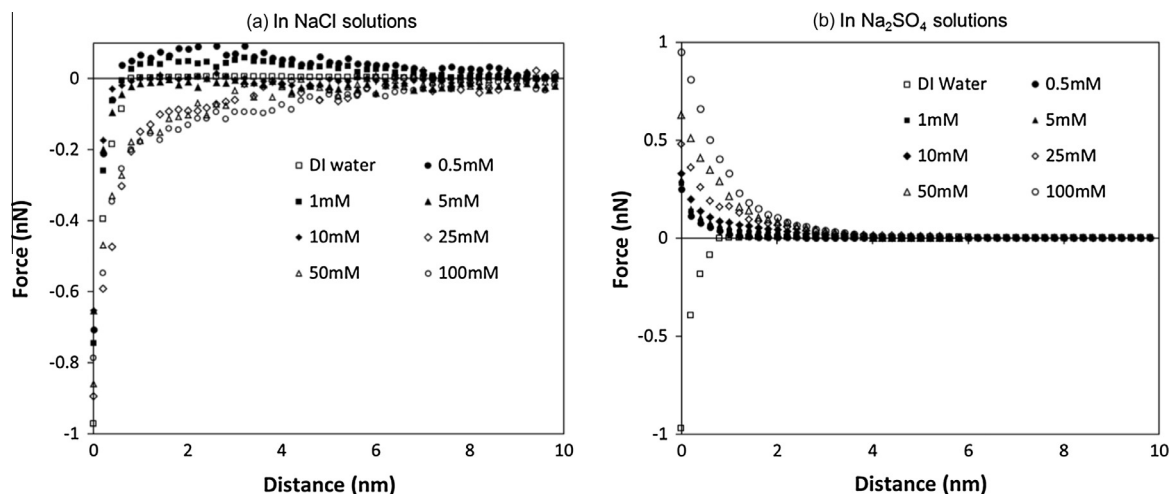 (a) In NaCl solutions
0
-0.2
-0.4
-0.6
-0.8
-1
Force (nN)
DI water
0.5mM
1mM
5mM
10mM
25mM
50mM
100mM
0 2 4 6 8 10
Distance (nm)
(b) In Na₂SO₄ solutions
1
0.5
0
-0.5
-1
Force (nN)
DI Water
0.5mM
1mM
5mM
10mM
25mM
50mM
100mM
0 2 4 6 8 10
Distance (nm)